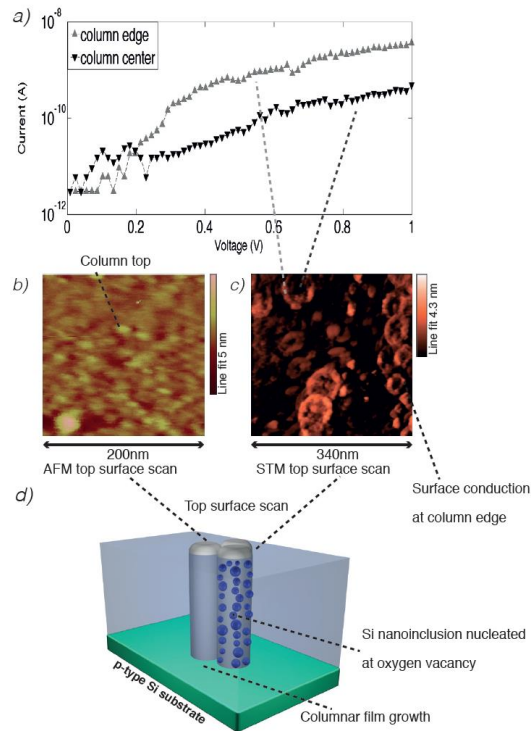 a)
10⁻⁸
column edge
column center
Current (A)
10⁻¹⁰
10⁻¹²
0
0.2
0.4
0.6
0.8
1
Voltage (V)
Column top
b)
c)
Line fit 5 nm
Line fit 4.3 nm
200nm
340nm
AFM top surface scan
STM top surface scan
Surface conduction
at column edge
d)
Top surface scan
Si nanoinclusion nucleated
at oxygen vacancy
p-type Si substrate
Columnar film growth